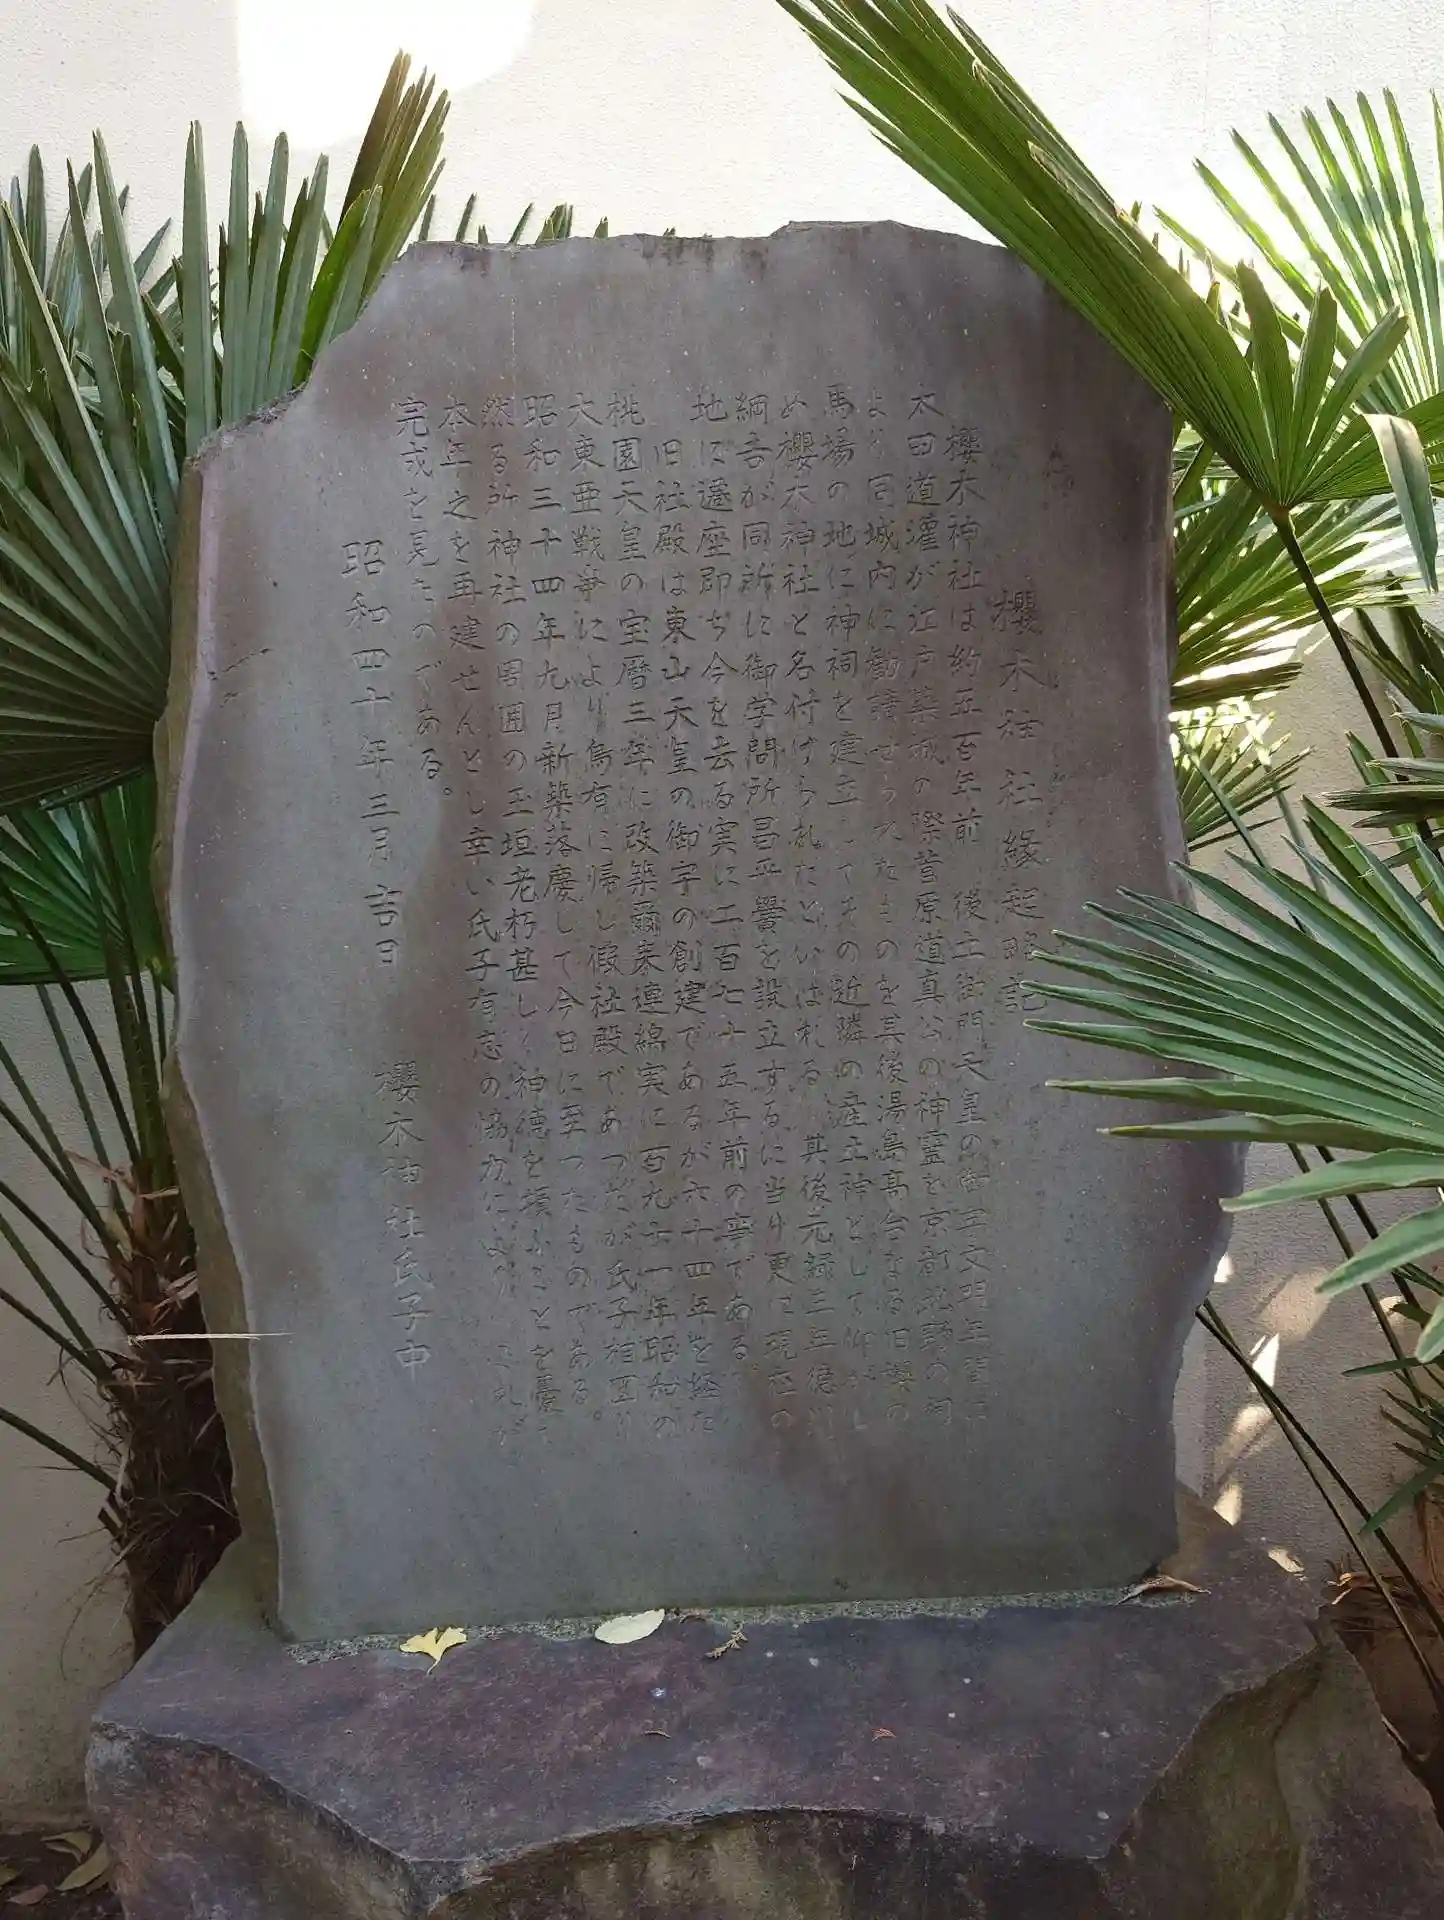 櫻木神社縁起略記
櫻木神社は約五百年前 後土御門天皇の御宇文明年間
太田道灌が江戸築城の際菅原道真公の神霊を京都北野の祠
より同城内に勧請せられたものを其後湯島高台なる旧櫻の
馬場の地に神祠を建立してその近隣の産土神として仰がし
め櫻木神社と名付けられたといはれる 其後元録三年徳川
綱吉が同所に御学問所昌平黌を設立するに当り更に現在の
地に遷座即ち今を去る実に二百七十五年前の事である
旧社殿は東山天皇の御宇の創建であるが六十四年を経た
桃園天皇の宝暦三年に改築爾来連綿実に百九十一年昭和の
大東亜戦争により烏有に帰し假社殿であつたが氏子相図り
昭和三十四年九月新築落慶して今日に至つたものである。
然る所神社の周囲の玉垣老朽甚しく神徳を損ふことを憂て
本年之を再建せんとし幸い氏子有志の協力により これが
完成を見たのである。
昭和四十年三月吉日 櫻木神社氏子中